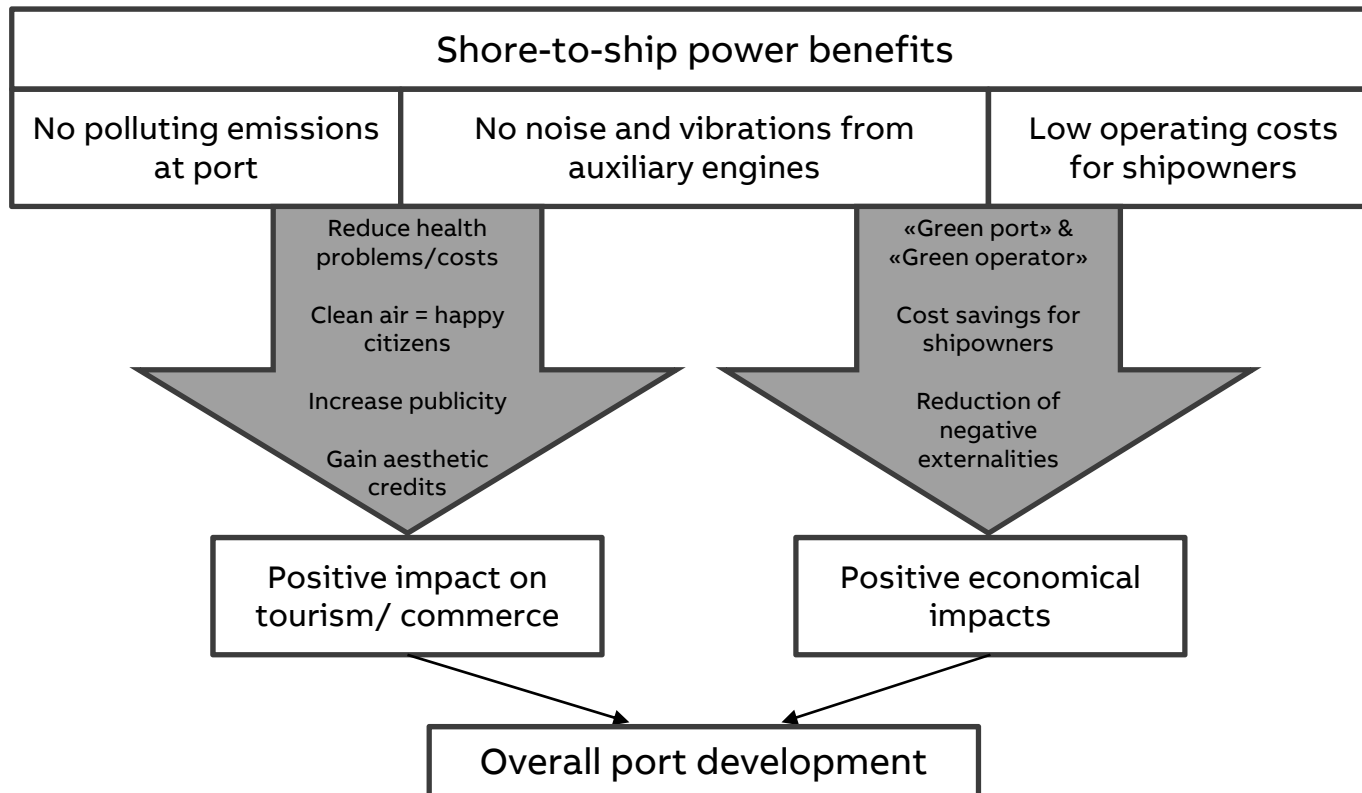 Shore-to-ship power benefits
No polluting emissions
at port
No noise and vibrations from
auxiliary engines
Low operating costs
for shipowners
Reduce health
problems/costs
Clean air = happy
citizens
Increase publicity
Gain aesthetic
credits
«Green port» &
«Green operator»
Cost savings for
shipowners
Reduction of
negative
externalities
Positive impact on
tourism/ commerce
Positive economical
impacts
Overall port development